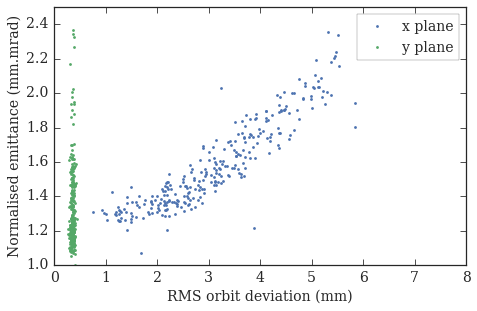 2.4
2.2
2.0
1.8
1.6
1.4
1.2
1.0
Normalised emittance (mm.mrad)
x plane
y plane
0 1 2 3 4 5 6 7 8
RMS orbit deviation (mm)